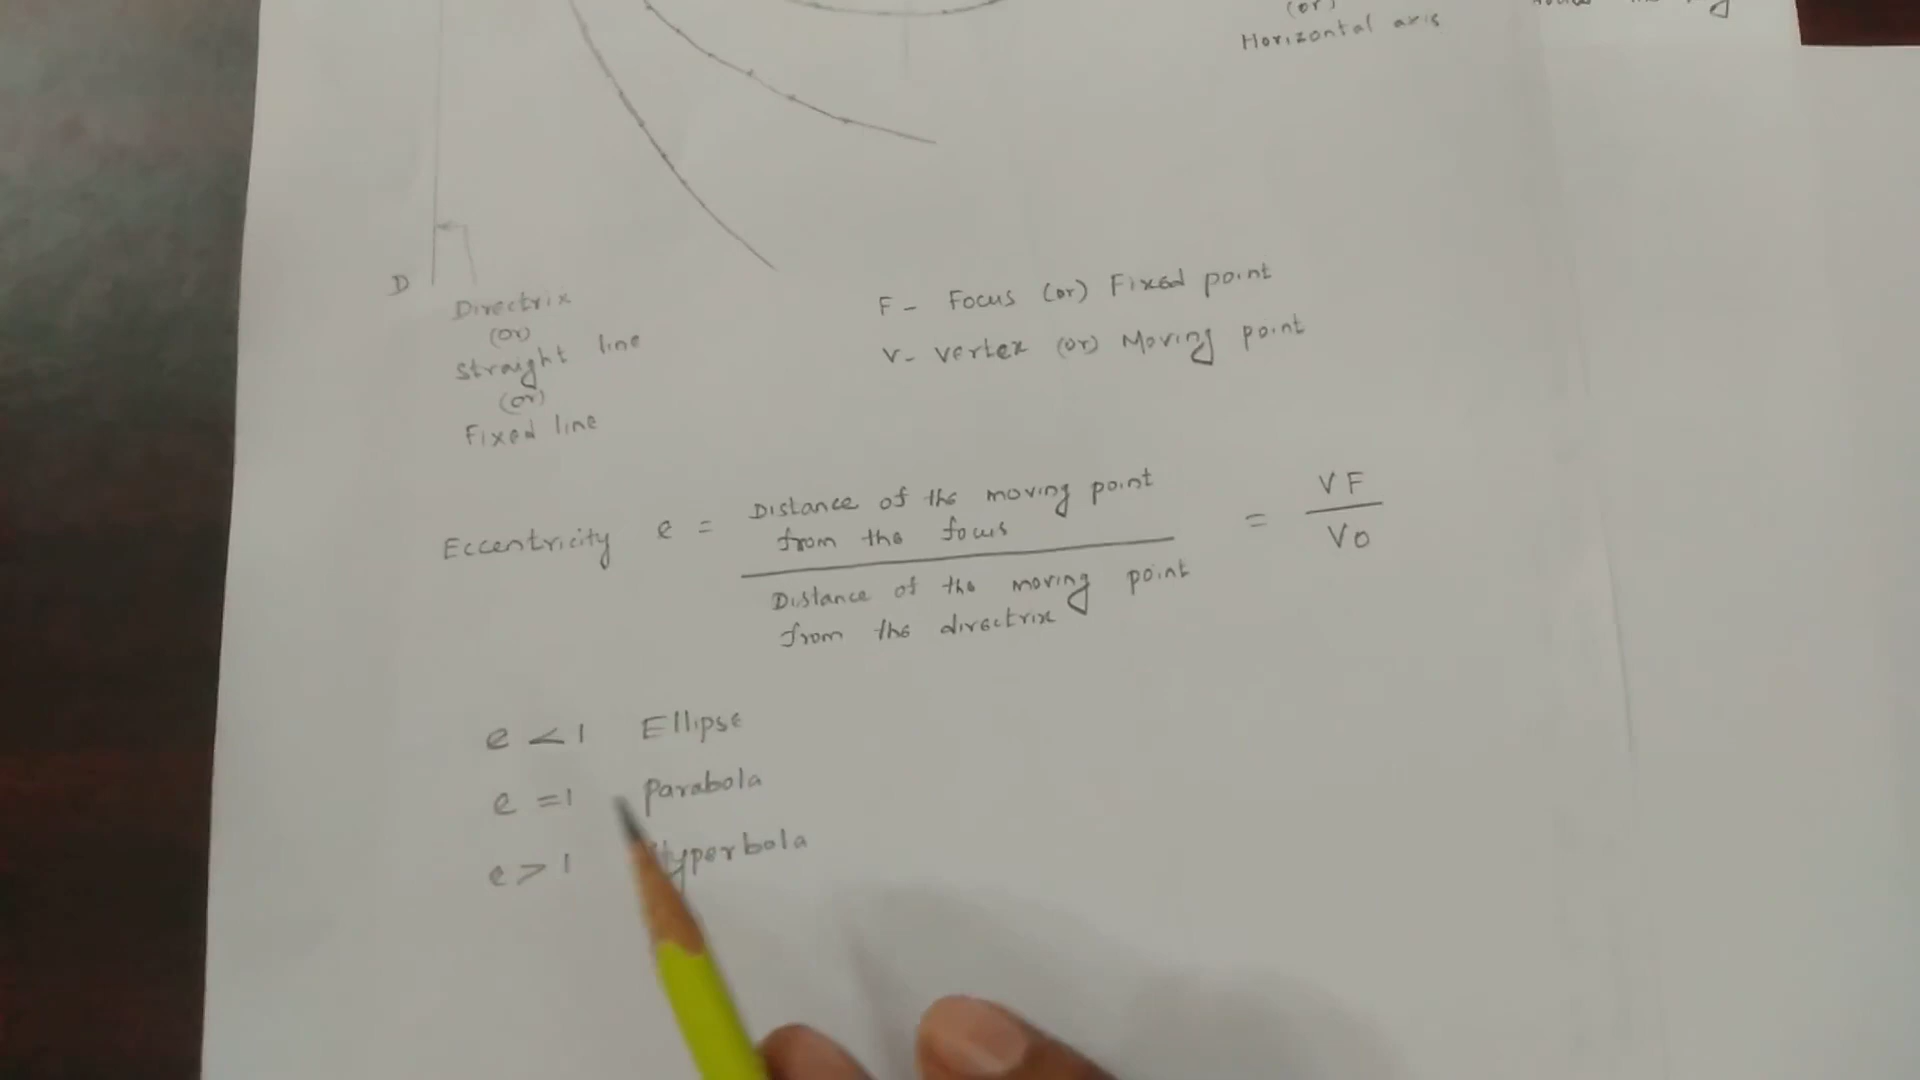 (or)
Horizontal axis
D
Directrix
(or)
straight line
(or)
Fixed line
F - Focus (or) Fixed point
V - Vertex (or) Moving point
Eccentricity e = Distance of the moving point
from the focus
Distance of the moving point
from the directrix
= VF
VO
e < 1 Ellipse
e = 1 Parabola
e > 1 Hyperbola